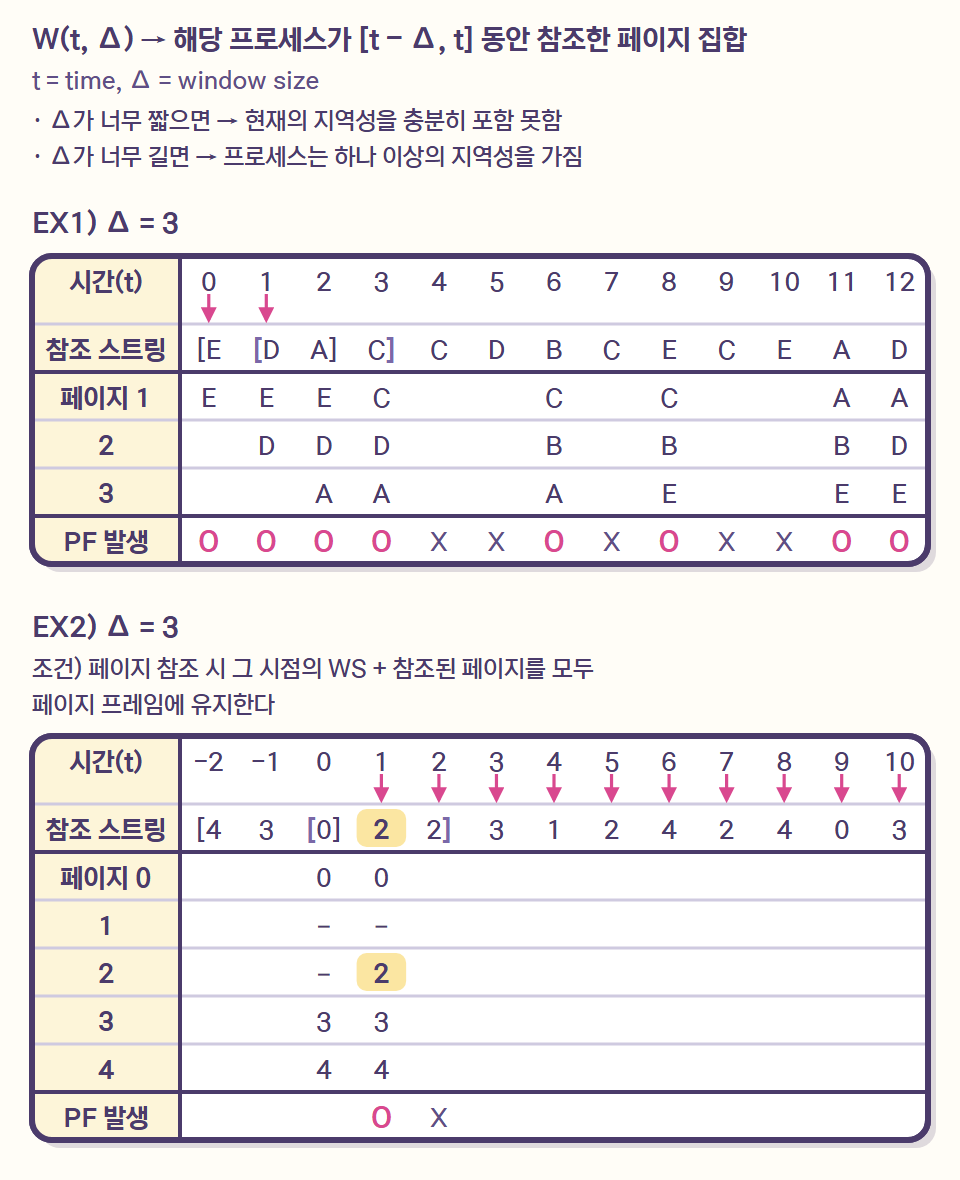 W(t, Δ) → 해당 프로세스가 [t - Δ, t] 동안 참조한 페이지 집합
t = time, Δ = window size
· Δ가 너무 짧으면 → 현재의 지역성을 충분히 포함 못함
· Δ가 너무 길면 → 프로세스는 하나 이상의 지역성을 가짐
EX1) Δ = 3
시간(t) 0 1 2 3 4 5 6 7 8 9 10 11 12
참조 스트링 [E [D A] C] C D B C E C E A D
페이지 1 E E E C C C A A
2 D D D B B B D
3 A A A E E E
PF 발생 O O O O X X O X O X X O O
EX2) Δ = 3
조건) 페이지 참조 시 그 시점의 WS + 참조된 페이지를 모두
페이지 프레임에 유지한다
시간(t) -2 -1 0 1 2 3 4 5 6 7 8 9 10
참조 스트링 [4 3 [0] 2 2] 3 1 2 4 2 4 0 3
페이지 0 0 0
1 - -
2 - 2
3 3 3
4 4 4
PF 발생 O X